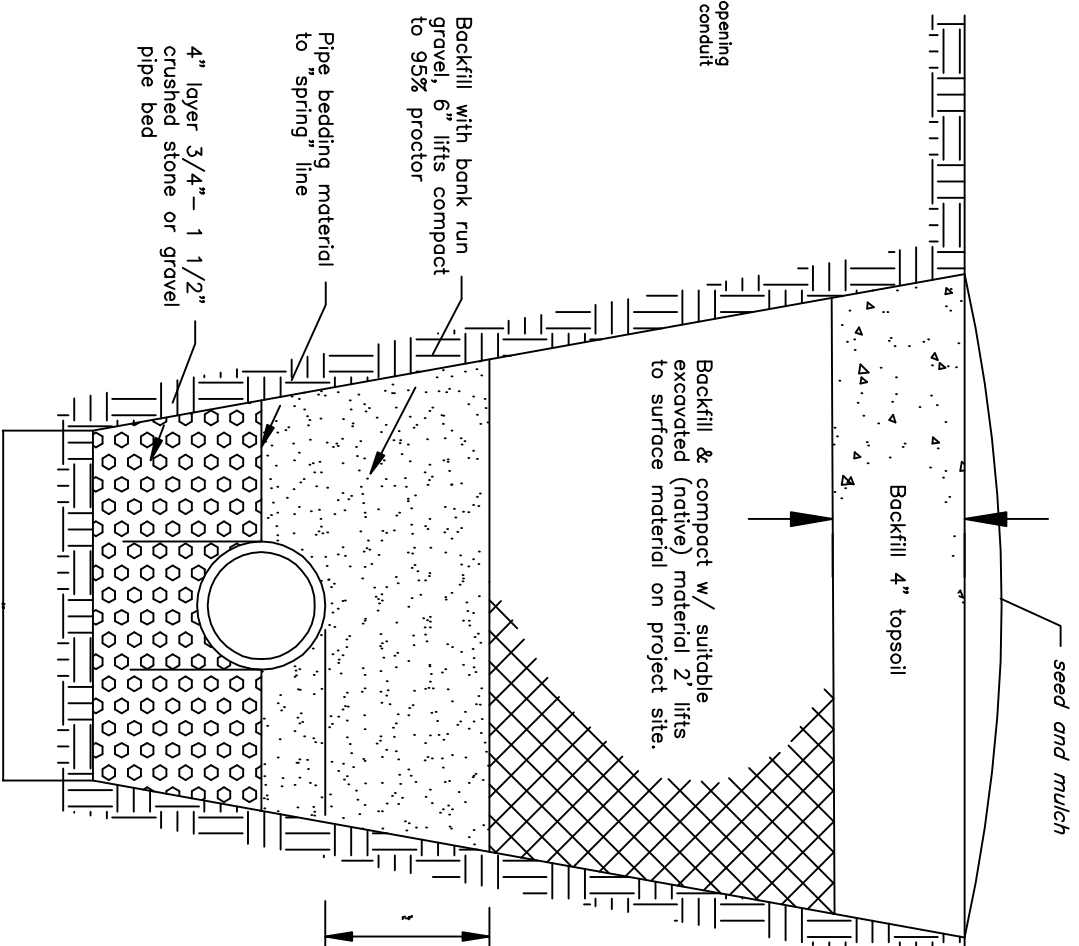 opening
conduit
seed and mulch
Backfill 4" topsoil
Backfill & compact w/ suitable
excavated (native) material 2' lifts
to surface material on project site.
Backfill with bank run
gravel, 6" lifts compact
to 95% proctor
Pipe bedding material
to "spring" line
4" layer 3/4"- 1 1/2"
crushed stone or gravel
pipe bed